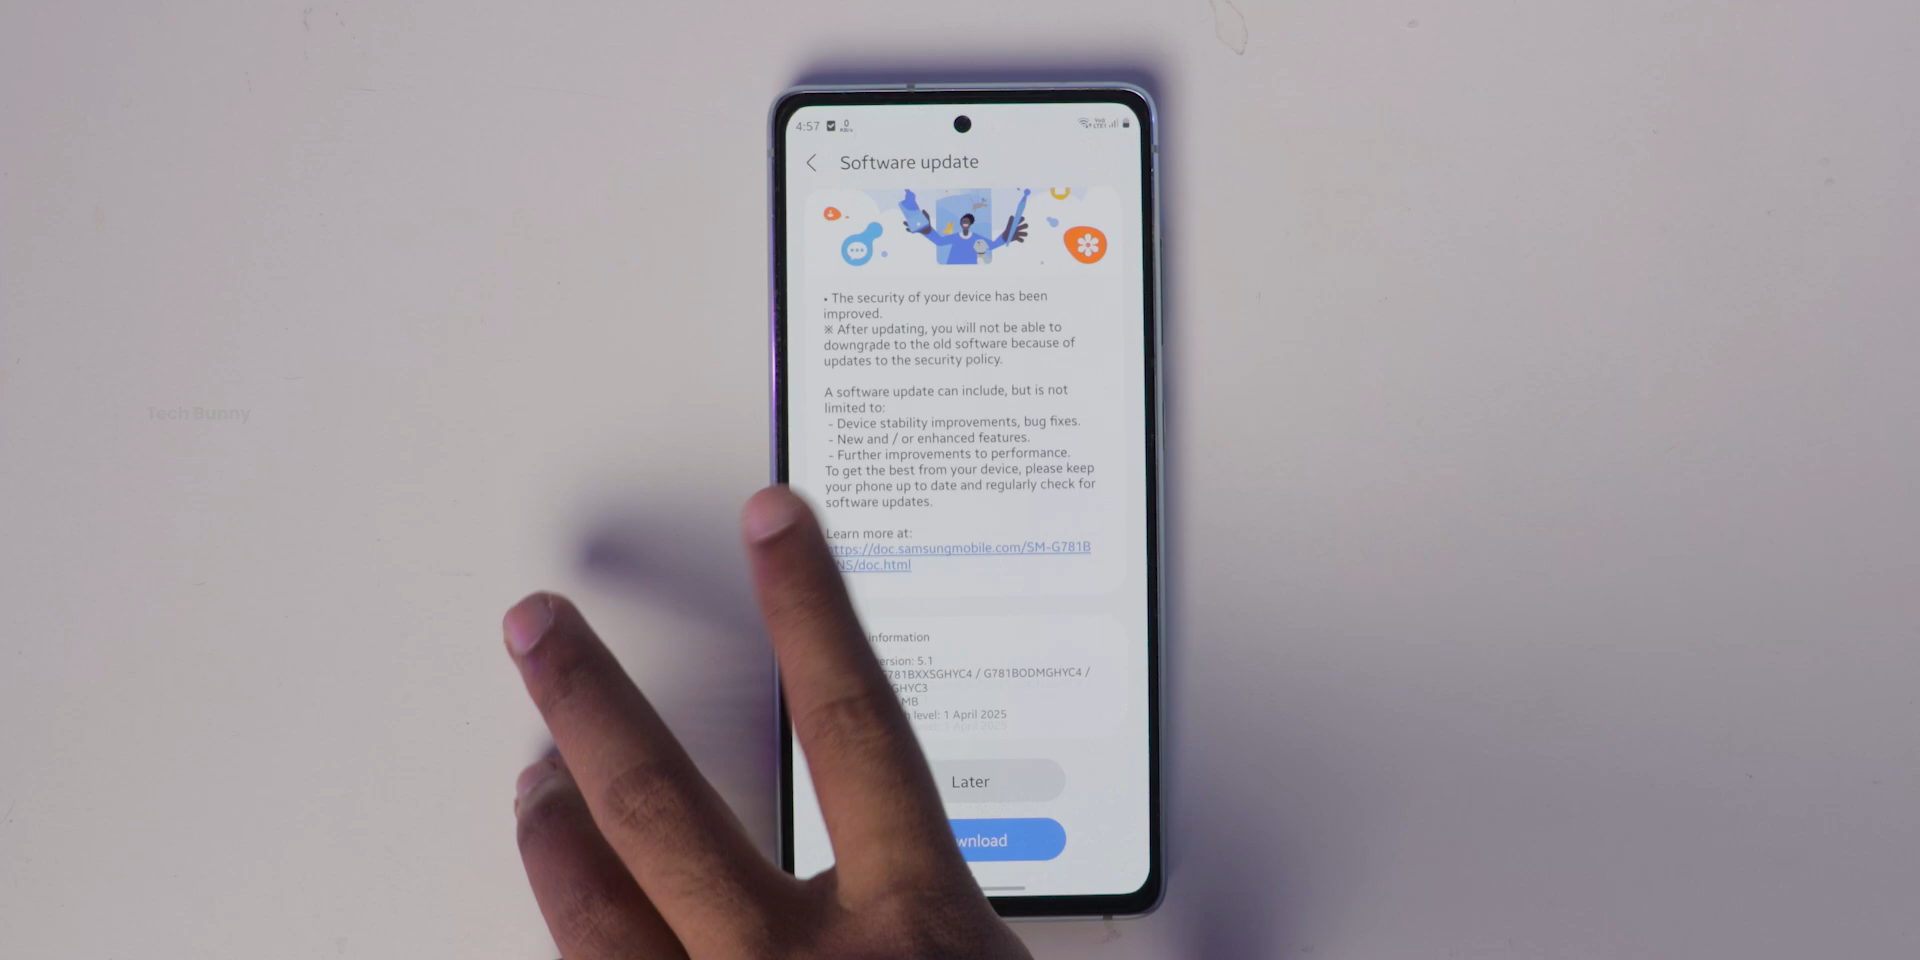 4:57
0
KB/s
Software update
• The security of your device has been
improved.
※ After updating, you will not be able to
downgrade to the old software because of
updates to the security policy.
A software update can include, but is not
limited to:
- Device stability improvements, bug fixes.
- New and / or enhanced features.
- Further improvements to performance.
To get the best from your device, please keep
your phone up to date and regularly check for
software updates.
Learn more at:
ttps://doc.samsungmobile.com/SM-G781B
NS/doc.html
information
ersion: 5.1
781BXXSGHYC4 / G781BODMGHYC4 /
GHYC3
MB
level: 1 April 2025
Later
wnload
Tech Bunny